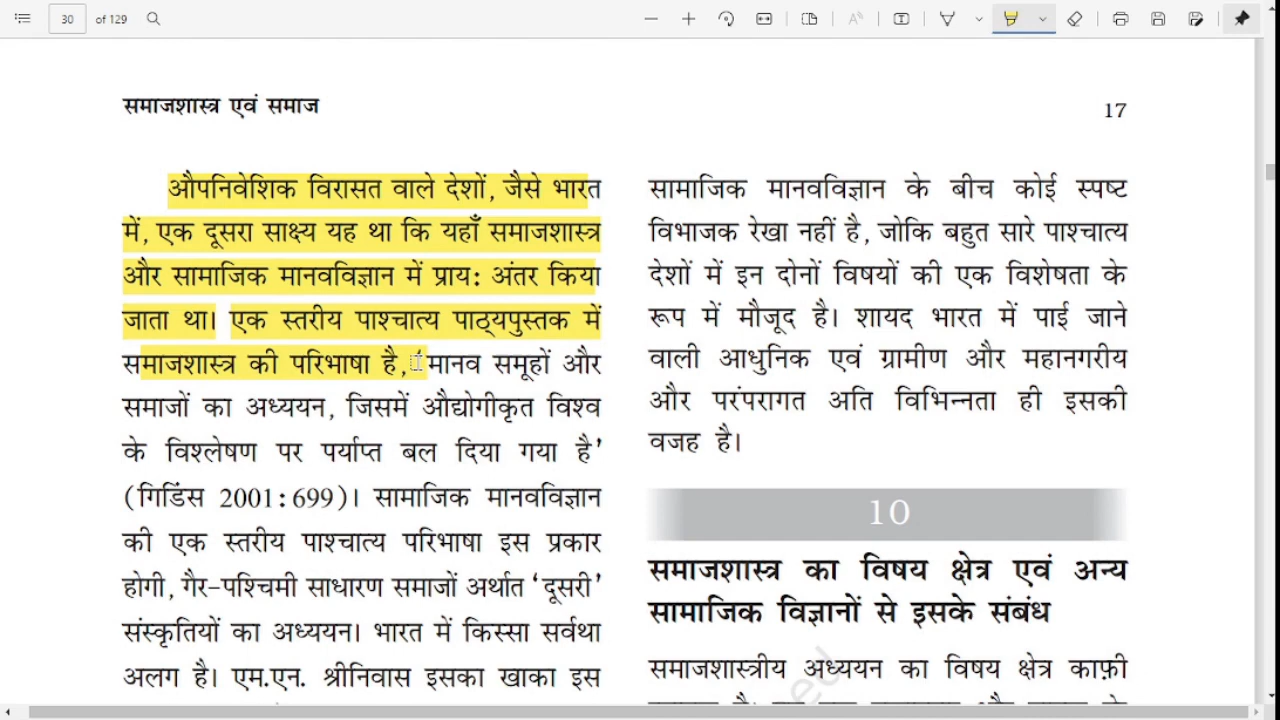 30 of 129
समाजशास्त्र एवं समाज
17
औपनिवेशिक विरासत वाले देशों, जैसे भारत
में, एक दूसरा साक्ष्य यह था कि यहाँ समाजशास्त्र
और सामाजिक मानवविज्ञान में प्राय: अंतर किया
जाता था। एक स्तरीय पाश्चात्य पाठ्यपुस्तक में
समाजशास्त्र की परिभाषा है, ‘मानव समूहों और
समाजों का अध्ययन, जिसमें औद्योगीकृत विश्व
के विश्लेषण पर पर्याप्त बल दिया गया है’
(गिडिंस 2001:699)। सामाजिक मानवविज्ञान
की एक स्तरीय पाश्चात्य परिभाषा इस प्रकार
होगी, गैर-पश्चिमी साधारण समाजों अर्थात ‘दूसरी’
संस्कृतियों का अध्ययन। भारत में किस्सा सर्वथा
अलग है। एम.एन. श्रीनिवास इसका खाका इस
सामाजिक मानवविज्ञान के बीच कोई स्पष्ट
विभाजक रेखा नहीं है, जोकि बहुत सारे पाश्चात्य
देशों में इन दोनों विषयों की एक विशेषता के
रूप में मौजूद है। शायद भारत में पाई जाने
वाली आधुनिक एवं ग्रामीण और महानगरीय
और परंपरागत अति विभिन्नता ही इसकी
वजह है।
10
समाजशास्त्र का विषय क्षेत्र एवं अन्य
सामाजिक विज्ञानों से इसके संबंध
समाजशास्त्रीय अध्ययन का विषय क्षेत्र काफ़ी